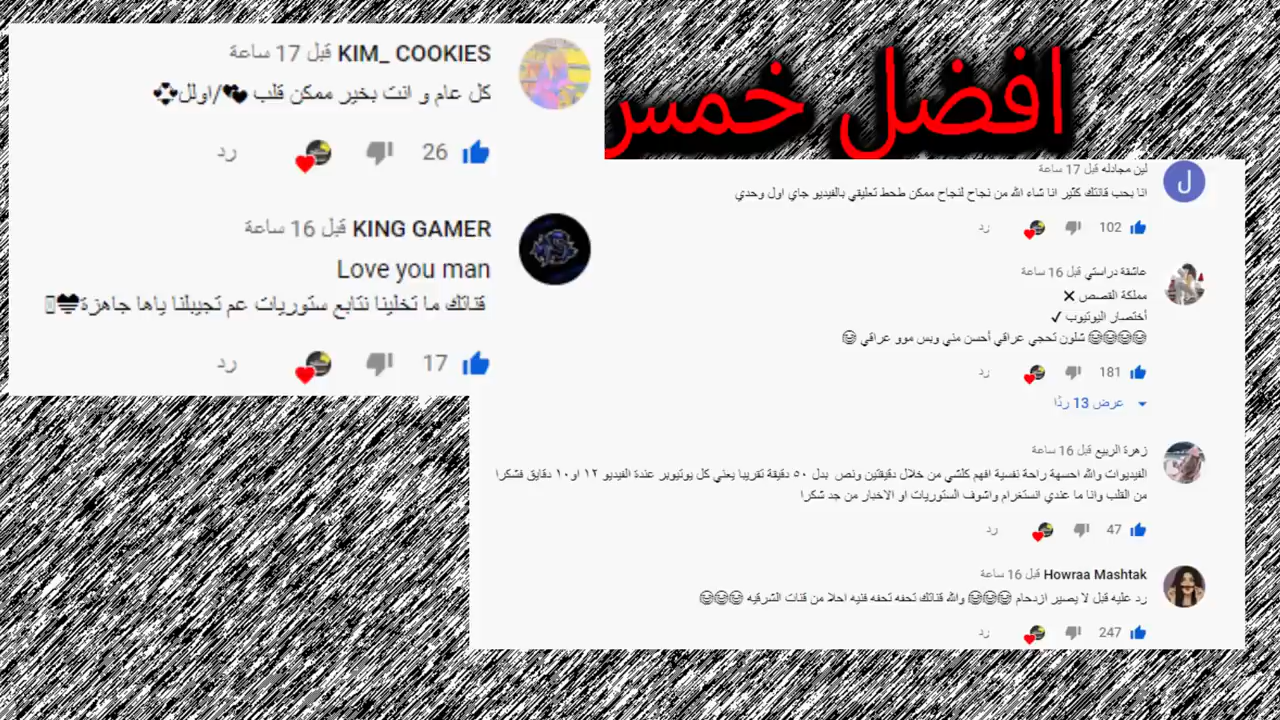 افضل خمس
KIM_ COOKIES قبل 17 ساعة
كل عام و انت بخير ممكن قلب 💕/اولل💞
26 رد
KING GAMER قبل 16 ساعة
Love you man
قناتك ما تخلينا نتابع ستوريات عم تجيبلنا ياها جاهزة
17 رد
J
لين مجادله قبل 17 ساعة
انا بحب قاتتك كثير انا شاء الله من نجاح لنجاح ممكن طحط تعليقي بالفيديو جاي اول وحدي
102 رد
عاشقة دراستي قبل 16 ساعة
مملكة القصص ❌
أختصار اليوتيوب ✔
😂😂😂😂 شلون تحجي عراقي أحسن مني وبس موو عراقي 😂
181 رد
عرض 13 ردًا
زهرة الربيع قبل 16 ساعة
الفيديوات والله احسهة راحة نفسية افهم كلشي من خلال دقيقتين ونص بدل ٥٠ دقيقة تقريبا يعني كل يوتيوبر عندة الفيديو ١٢ او١٠ دقايق فشكرا
من القلب وانا ما عندي انستغرام واشوف الستوريات او الاخبار من جد شكرا
47 رد
Howraa Mashtak قبل 16 ساعة
رد عليه قبل لا يصير ازدحام 😂😂😂 والله قناتك تحفه تحفه فنيه احلا من قنات الشرقيه 😂😂😂
247 رد